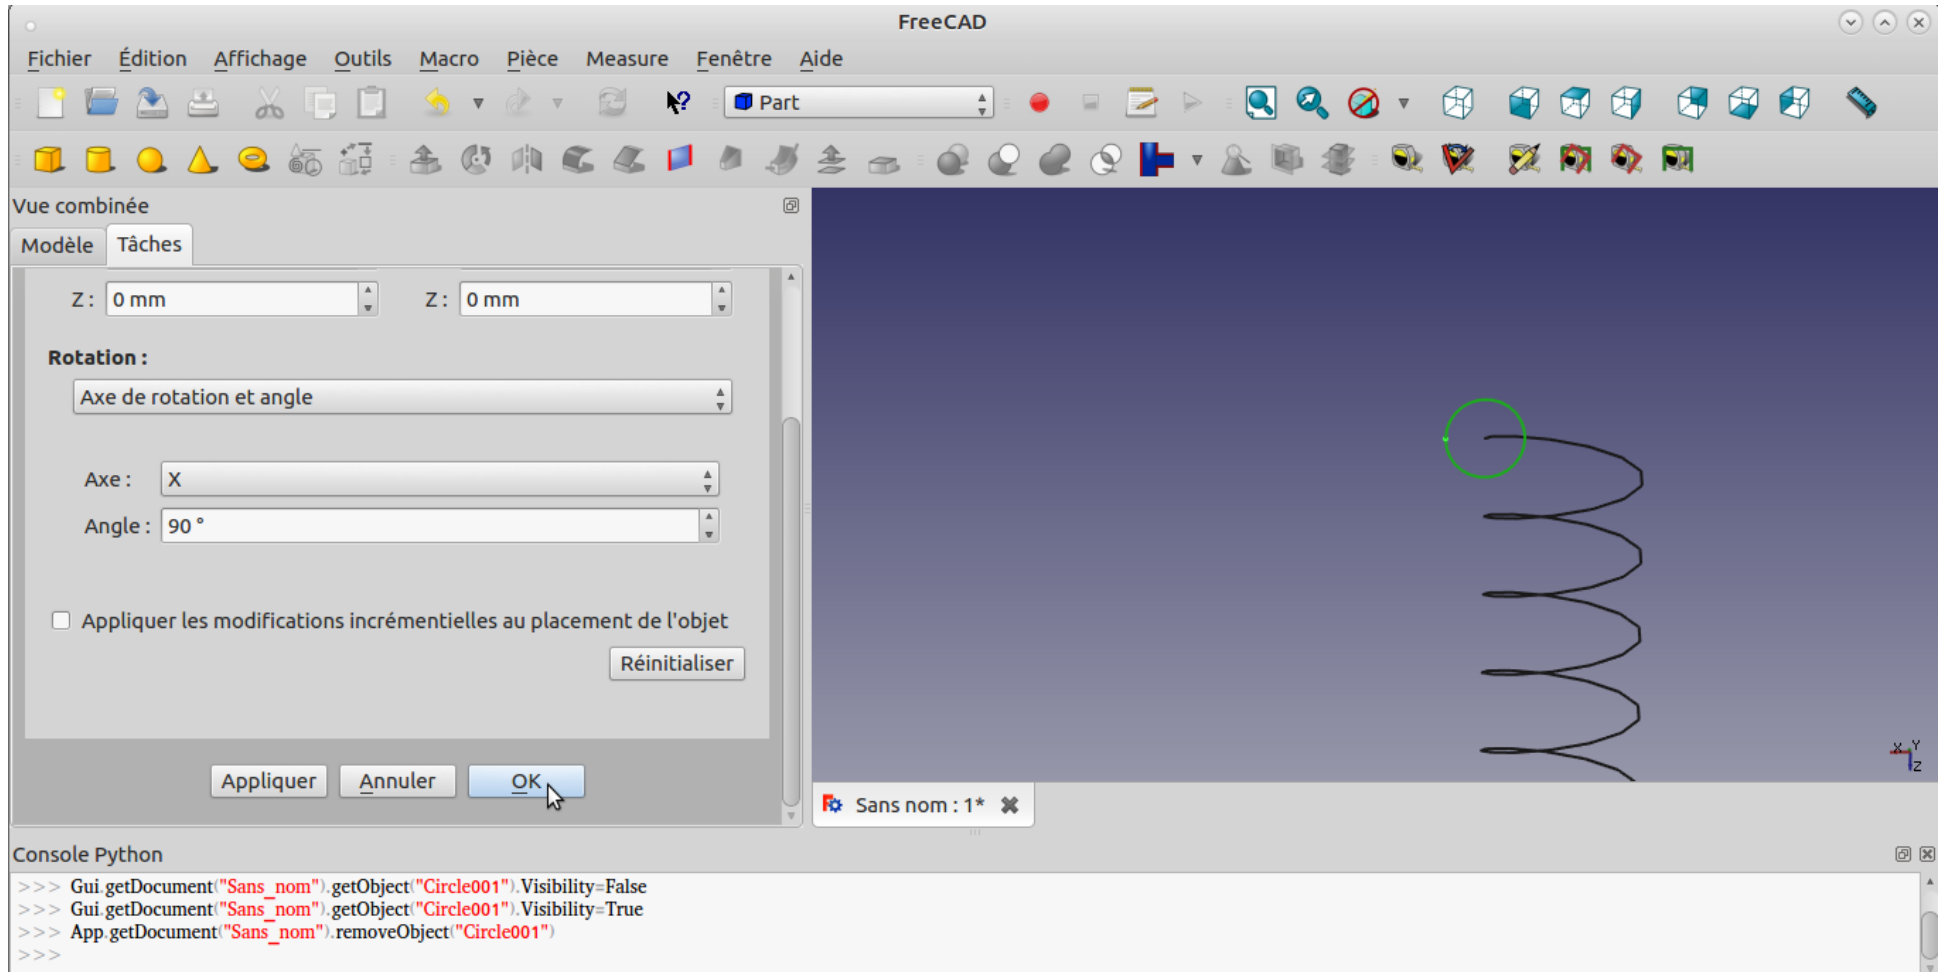 FreeCAD
Fichier Édition Affichage Outils Macro Pièce Measure Fenêtre Aide
Part
Vue combinée
Modèle Tâches
Z : 0 mm Z : 0 mm
Rotation :
Axe de rotation et angle
Axe : X
Angle : 90 °
Appliquer les modifications incrémentielles au placement de l'objet
Réinitialiser
Appliquer Annuler OK
X Y
Z
Sans nom : 1*
Console Python
>>> Gui.getDocument("Sans_nom").getObject("Circle001").Visibility=False
>>> Gui.getDocument("Sans_nom").getObject("Circle001").Visibility=True
>>> App.getDocument("Sans_nom").removeObject("Circle001")
>>>